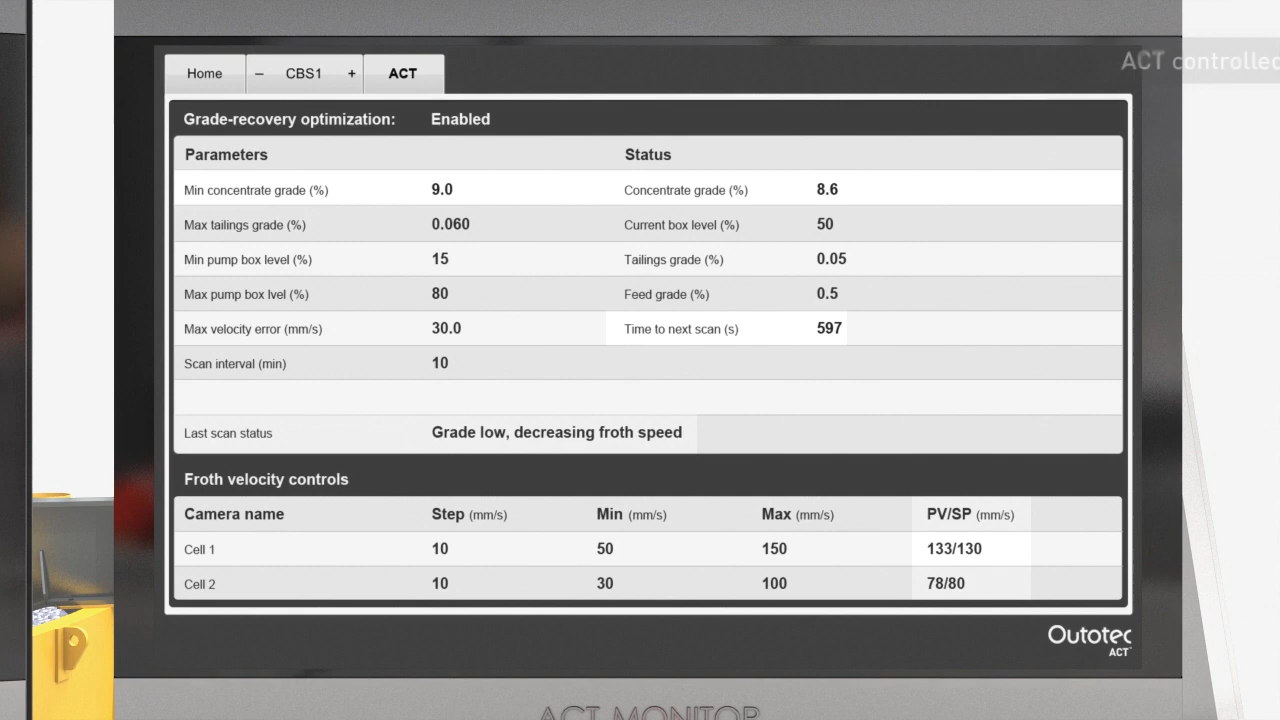 ACT controlled
Home – CBS1 + ACT
Grade-recovery optimization: Enabled
Parameters Status
Min concentrate grade (%) 9.0 Concentrate grade (%) 8.6
Max tailings grade (%) 0.060 Current box level (%) 50
Min pump box level (%) 15 Tailings grade (%) 0.05
Max pump box lvel (%) 80 Feed grade (%) 0.5
Max velocity error (mm/s) 30.0 Time to next scan (s) 597
Scan interval (min) 10
Last scan status Grade low, decreasing froth speed
Froth velocity controls
Camera name Step (mm/s) Min (mm/s) Max (mm/s) PV/SP (mm/s)
Cell 1 10 50 150 133/130
Cell 2 10 30 100 78/80
Outotec
ACT
ACT MONITOR